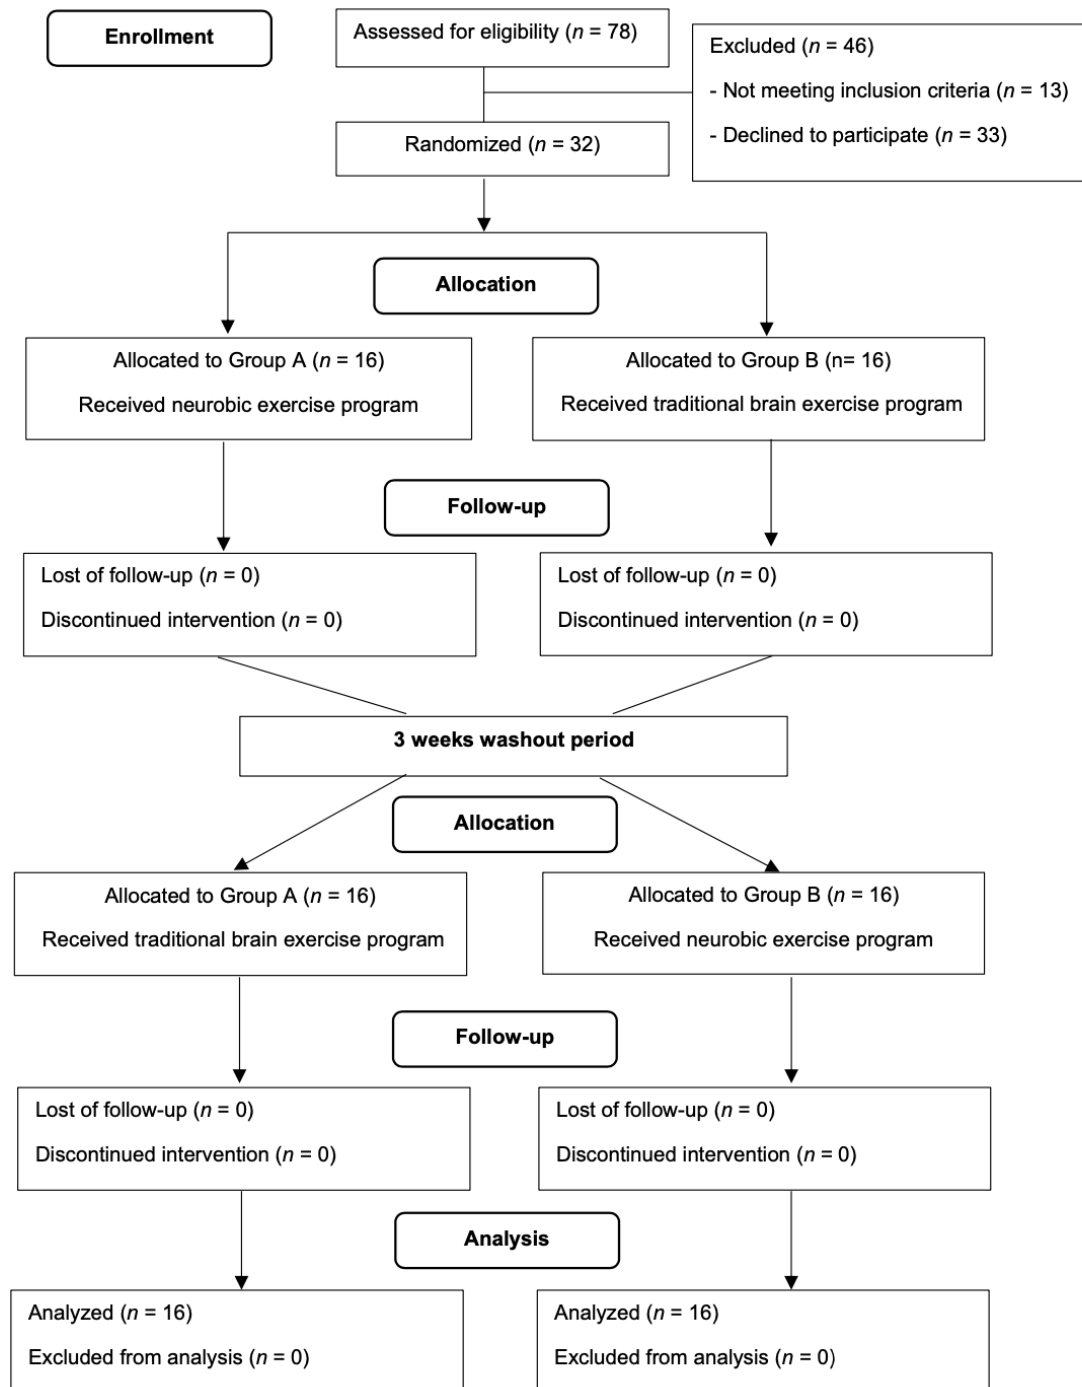 Enrollment
Assessed for eligibility (n = 78)
Excluded (n = 46)
- Not meeting inclusion criteria (n = 13)
- Declined to participate (n = 33)
Randomized (n = 32)
Allocation
Allocated to Group A (n = 16)
Received neurobic exercise program
Allocated to Group B (n= 16)
Received traditional brain exercise program
Follow-up
Lost of follow-up (n = 0)
Discontinued intervention (n = 0)
Lost of follow-up (n = 0)
Discontinued intervention (n = 0)
3 weeks washout period
Allocation
Allocated to Group A (n = 16)
Received traditional brain exercise program
Allocated to Group B (n = 16)
Received neurobic exercise program
Follow-up
Lost of follow-up (n = 0)
Discontinued intervention (n = 0)
Lost of follow-up (n = 0)
Discontinued intervention (n = 0)
Analysis
Analyzed (n = 16)
Excluded from analysis (n = 0)
Analyzed (n = 16)
Excluded from analysis (n = 0)